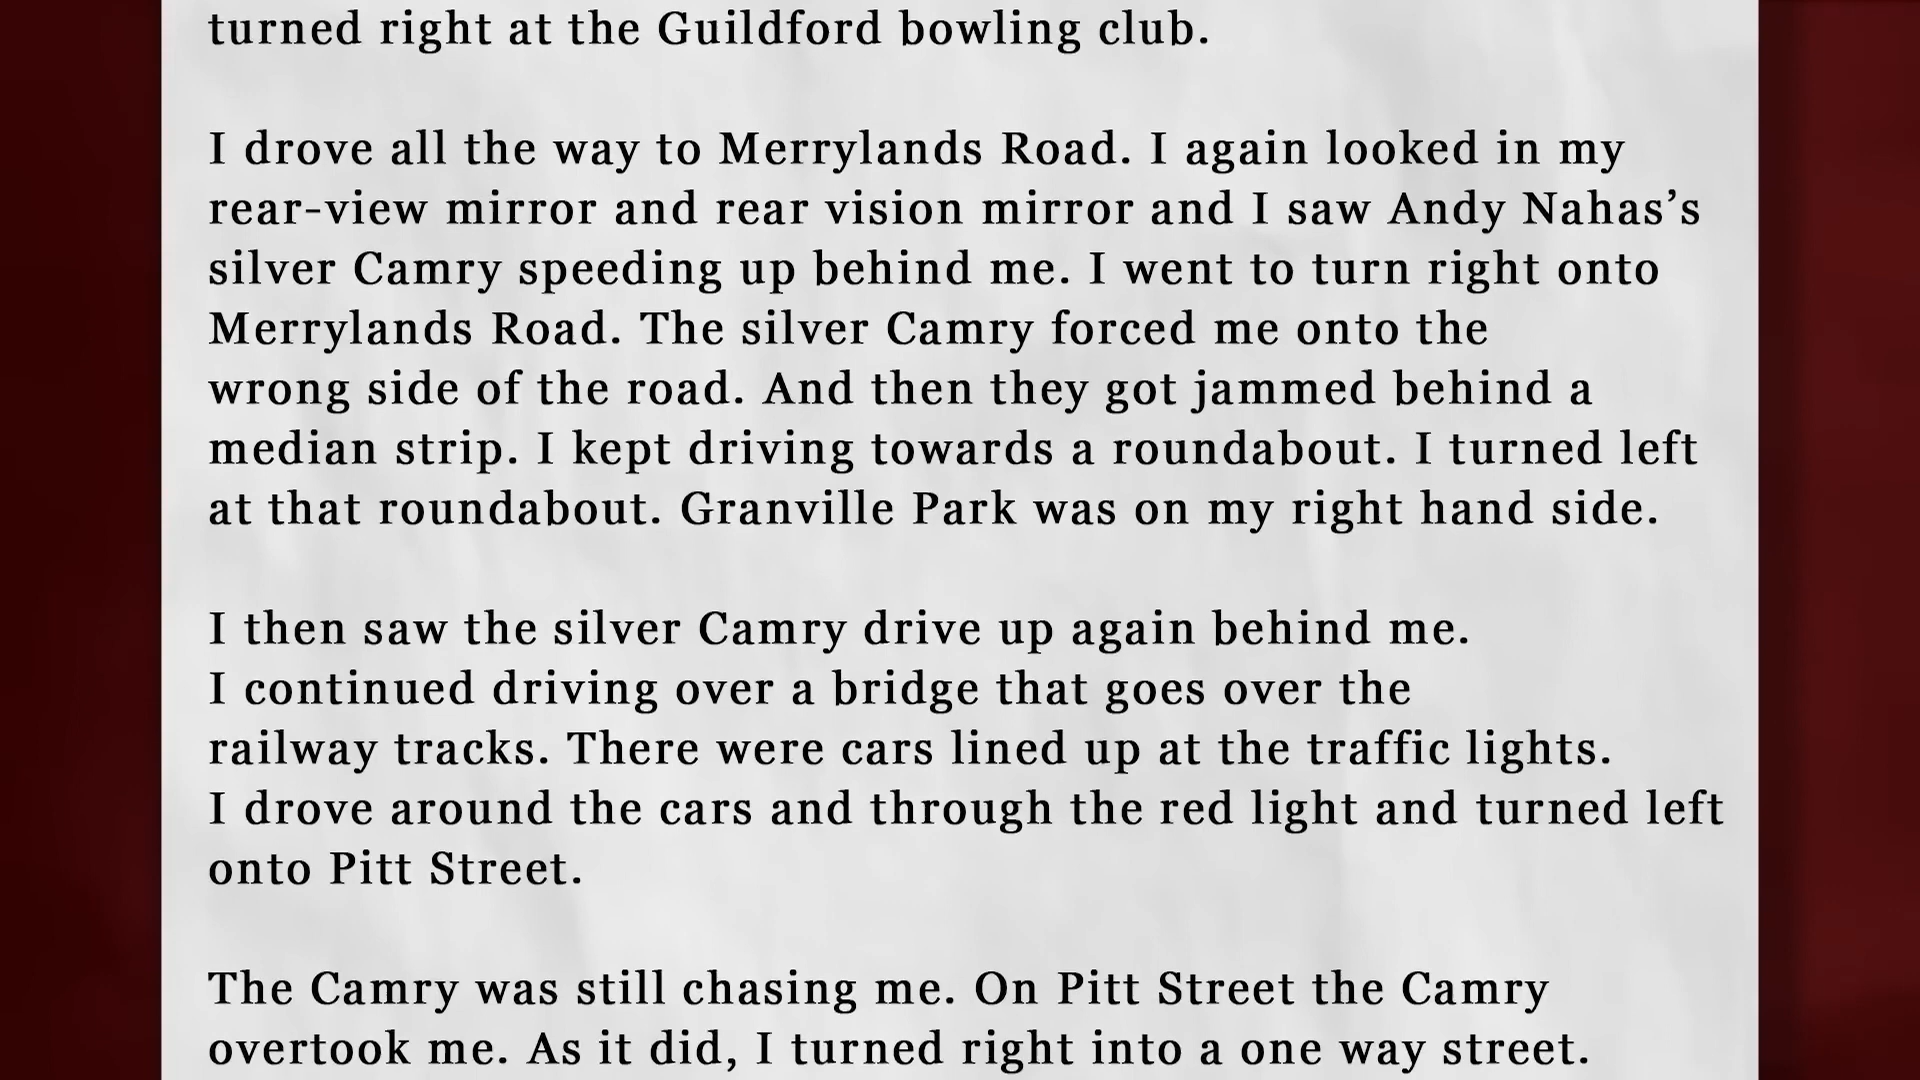 turned right at the Guildford bowling club.
I drove all the way to Merrylands Road. I again looked in my
rear-view mirror and rear vision mirror and I saw Andy Nahas’s
silver Camry speeding up behind me. I went to turn right onto
Merrylands Road. The silver Camry forced me onto the
wrong side of the road. And then they got jammed behind a
median strip. I kept driving towards a roundabout. I turned left
at that roundabout. Granville Park was on my right hand side.
I then saw the silver Camry drive up again behind me.
I continued driving over a bridge that goes over the
railway tracks. There were cars lined up at the traffic lights.
I drove around the cars and through the red light and turned left
onto Pitt Street.
The Camry was still chasing me. On Pitt Street the Camry
overtook me. As it did, I turned right into a one way street.